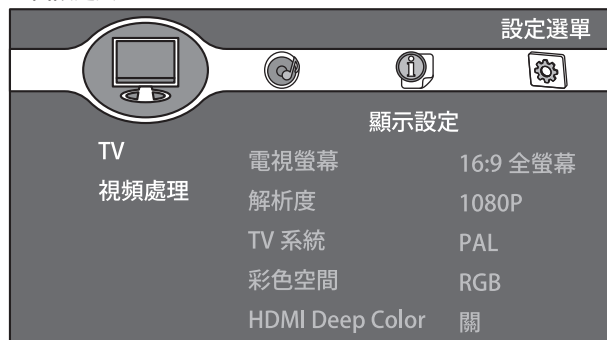 設定選單
顯示設定
TV
視頻處理
電視螢幕 16:9 全螢幕
解析度 1080P
TV 系統 PAL
彩色空間 RGB
HDMI Deep Color 關